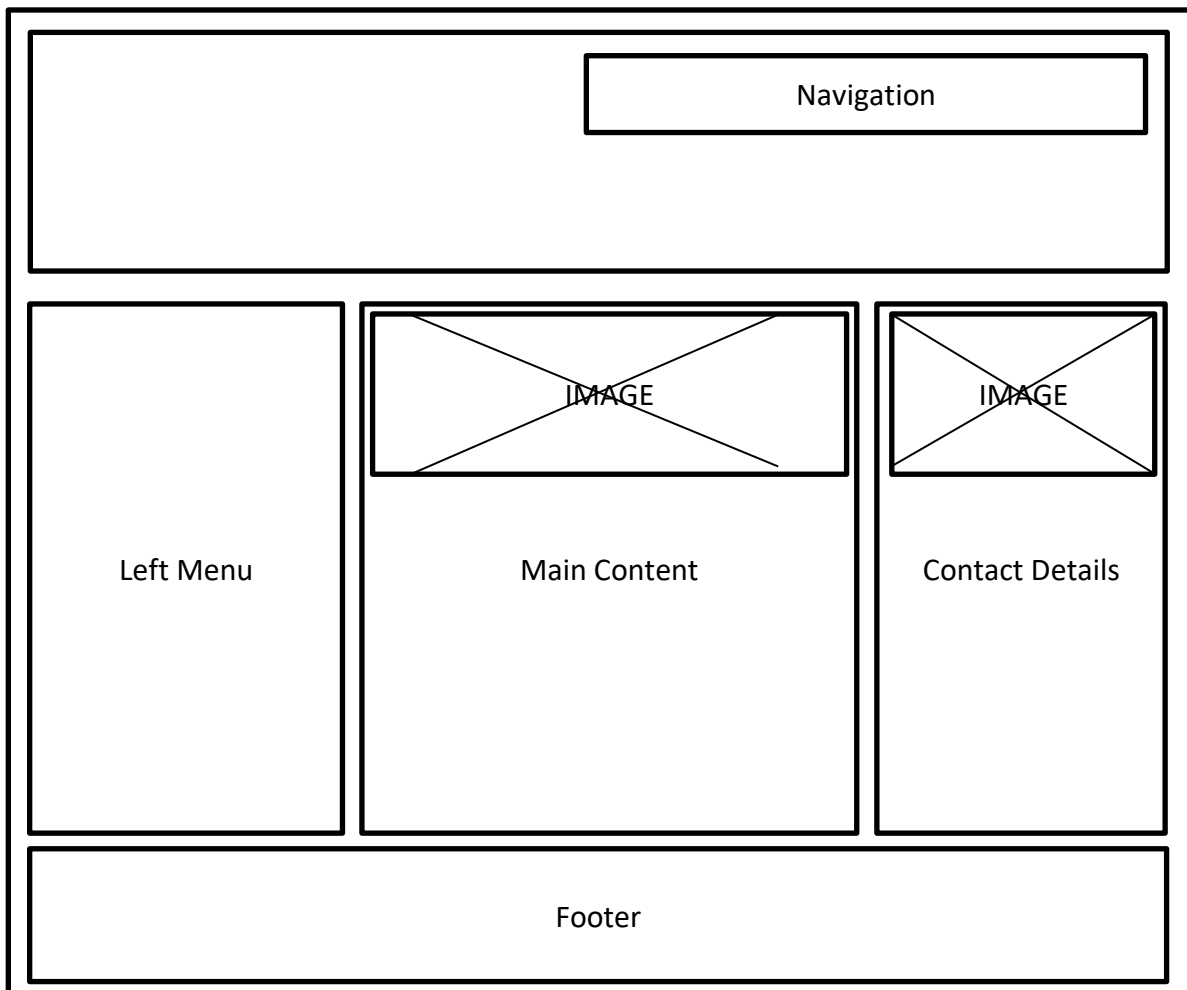 Navigation
IMAGE
IMAGE
Left Menu
Main Content
Contact Details
Footer